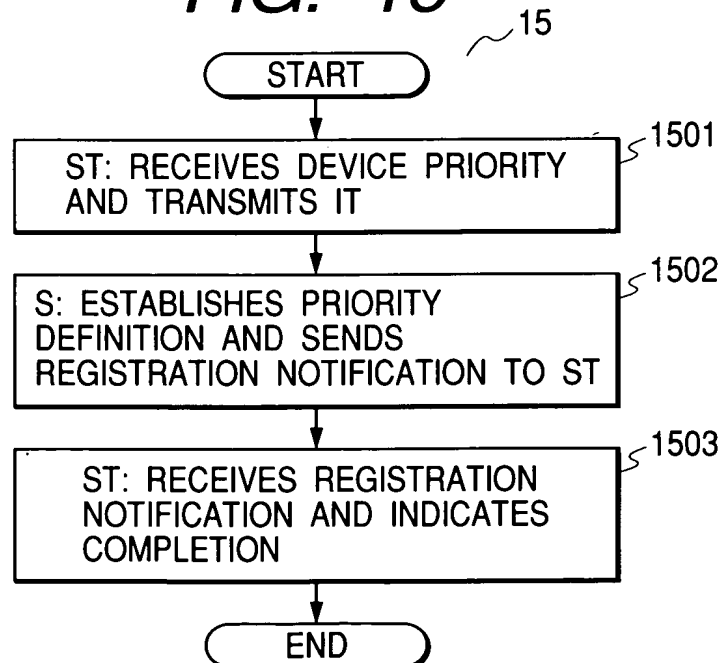 FIG.
15
START
1501
ST: RECEIVES DEVICE PRIORITY
AND TRANSMITS IT
1502
S: ESTABLISHES PRIORITY
DEFINITION AND SENDS
REGISTRATION NOTIFICATION TO ST
1503
ST: RECEIVES REGISTRATION
NOTIFICATION AND INDICATES
COMPLETION
END